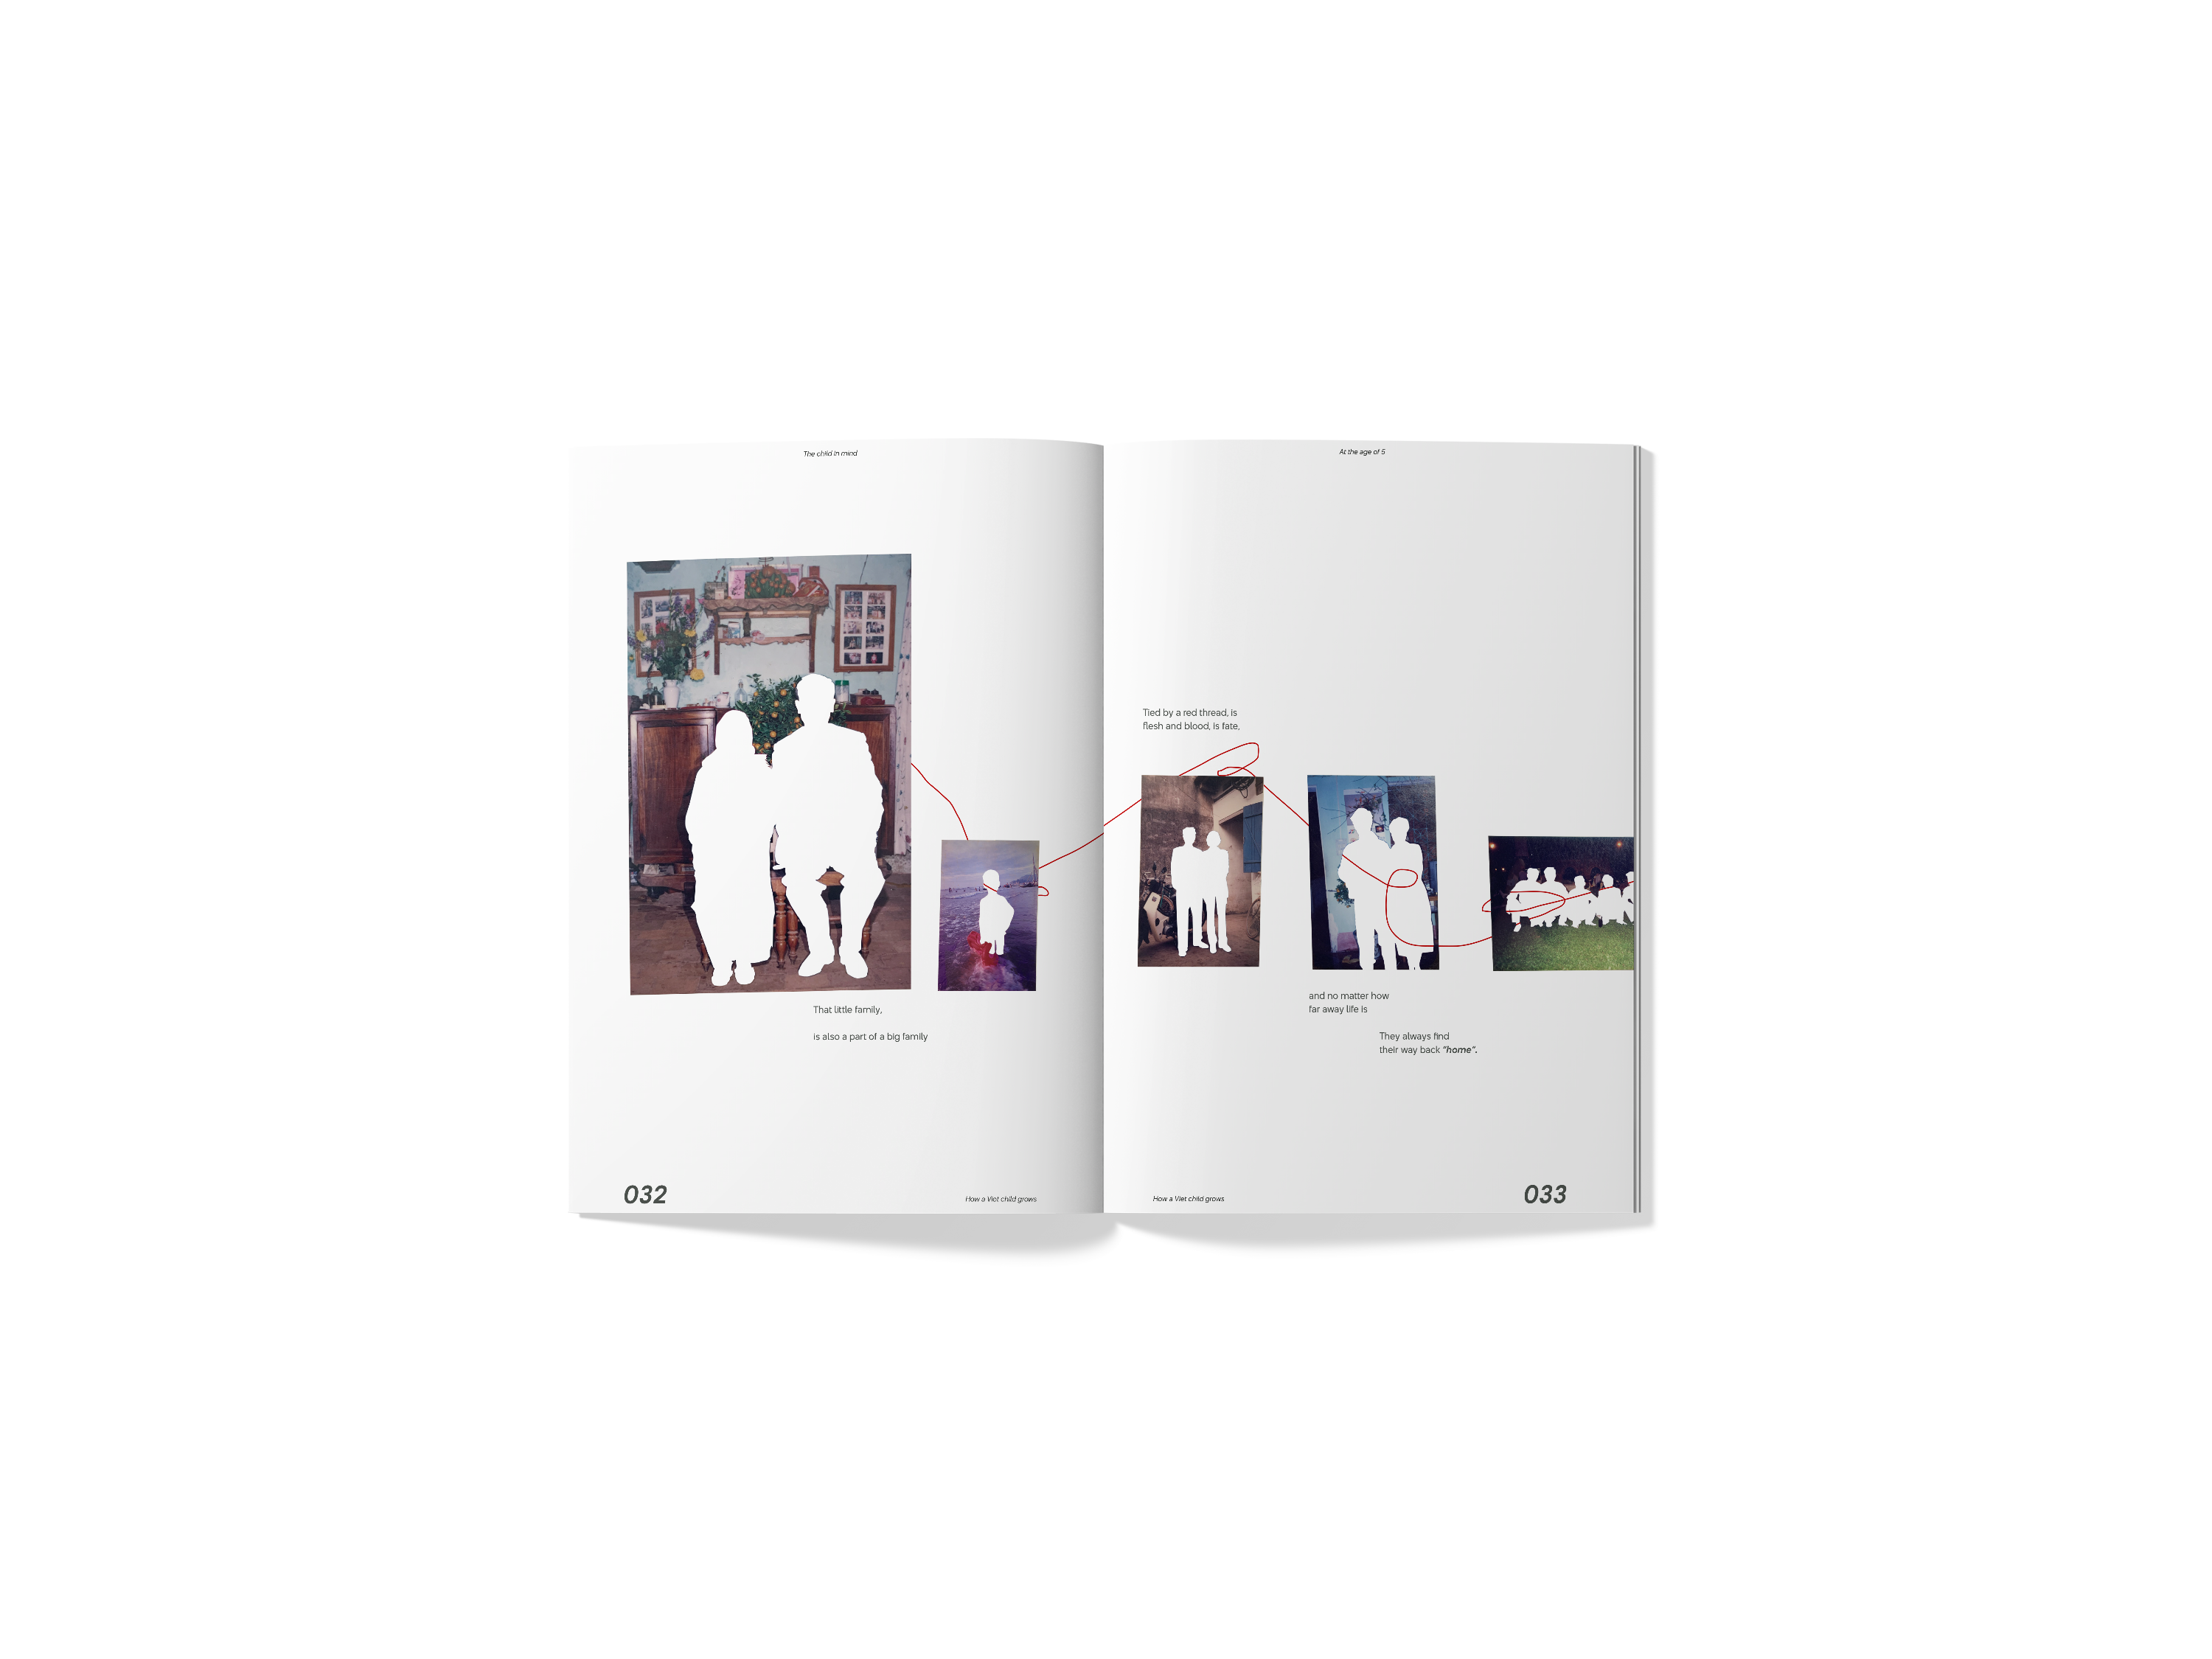 The child in mind
That little family,
is also a part of a big family
032
How a Viet child grows
At the age of 5
Tied by a red thread, is
flesh and blood, is fate,
and no matter how
far away life is
They always find
their way back "home".
How a Viet child grows
033